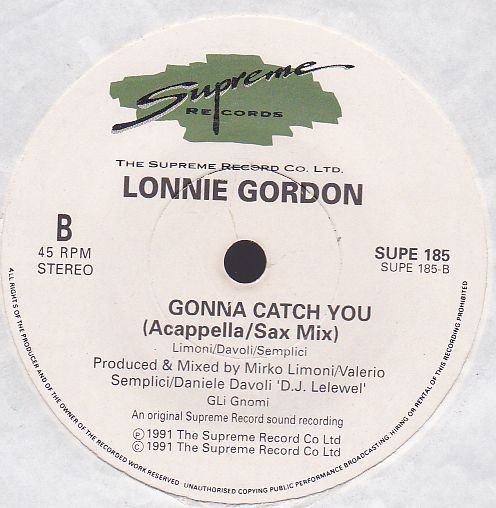 Supreme
RECORDS
THE SUPREME RECORD CO. LTD.
LONNIE GORDON
B
45 RPM
STEREO
SUPE 185
SUPE 185-B
GONNA CATCH YOU
(Acappella/Sax Mix)
Limoni/Davoli/Semplici
Produced & Mixed by Mirko Limoni/Valerio
Semplici/Daniele Davoli 'D.J. Lelewel'
GLi Gnomi
An original Supreme Record sound recording
℗ 1991 The Supreme Record Co Ltd
© 1991 The Supreme Record Co Ltd
ALL RIGHTS OF THE PRODUCER AND OF THE OWNER OF THE RECORDED WORK RESERVED UNAUTHORISED COPYING PUBLIC PERFORMANCE BROADCASTING, HIRING OR RENTAL OF THIS RECORDING PROHIBITED